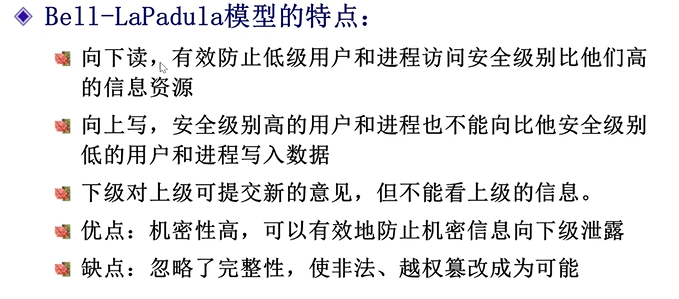 Bell-LaPadula模型的特点：
向下读，有效防止低级用户和进程访问安全级别比他们高
的信息资源
向上写，安全级别高的用户和进程也不能向比他安全级别
低的用户和进程写入数据
下级对上级可提交新的意见，但不能看上级的信息。
优点：机密性高，可以有效地防止机密信息向下级泄露
缺点：忽略了完整性，使非法、越权篡改成为可能